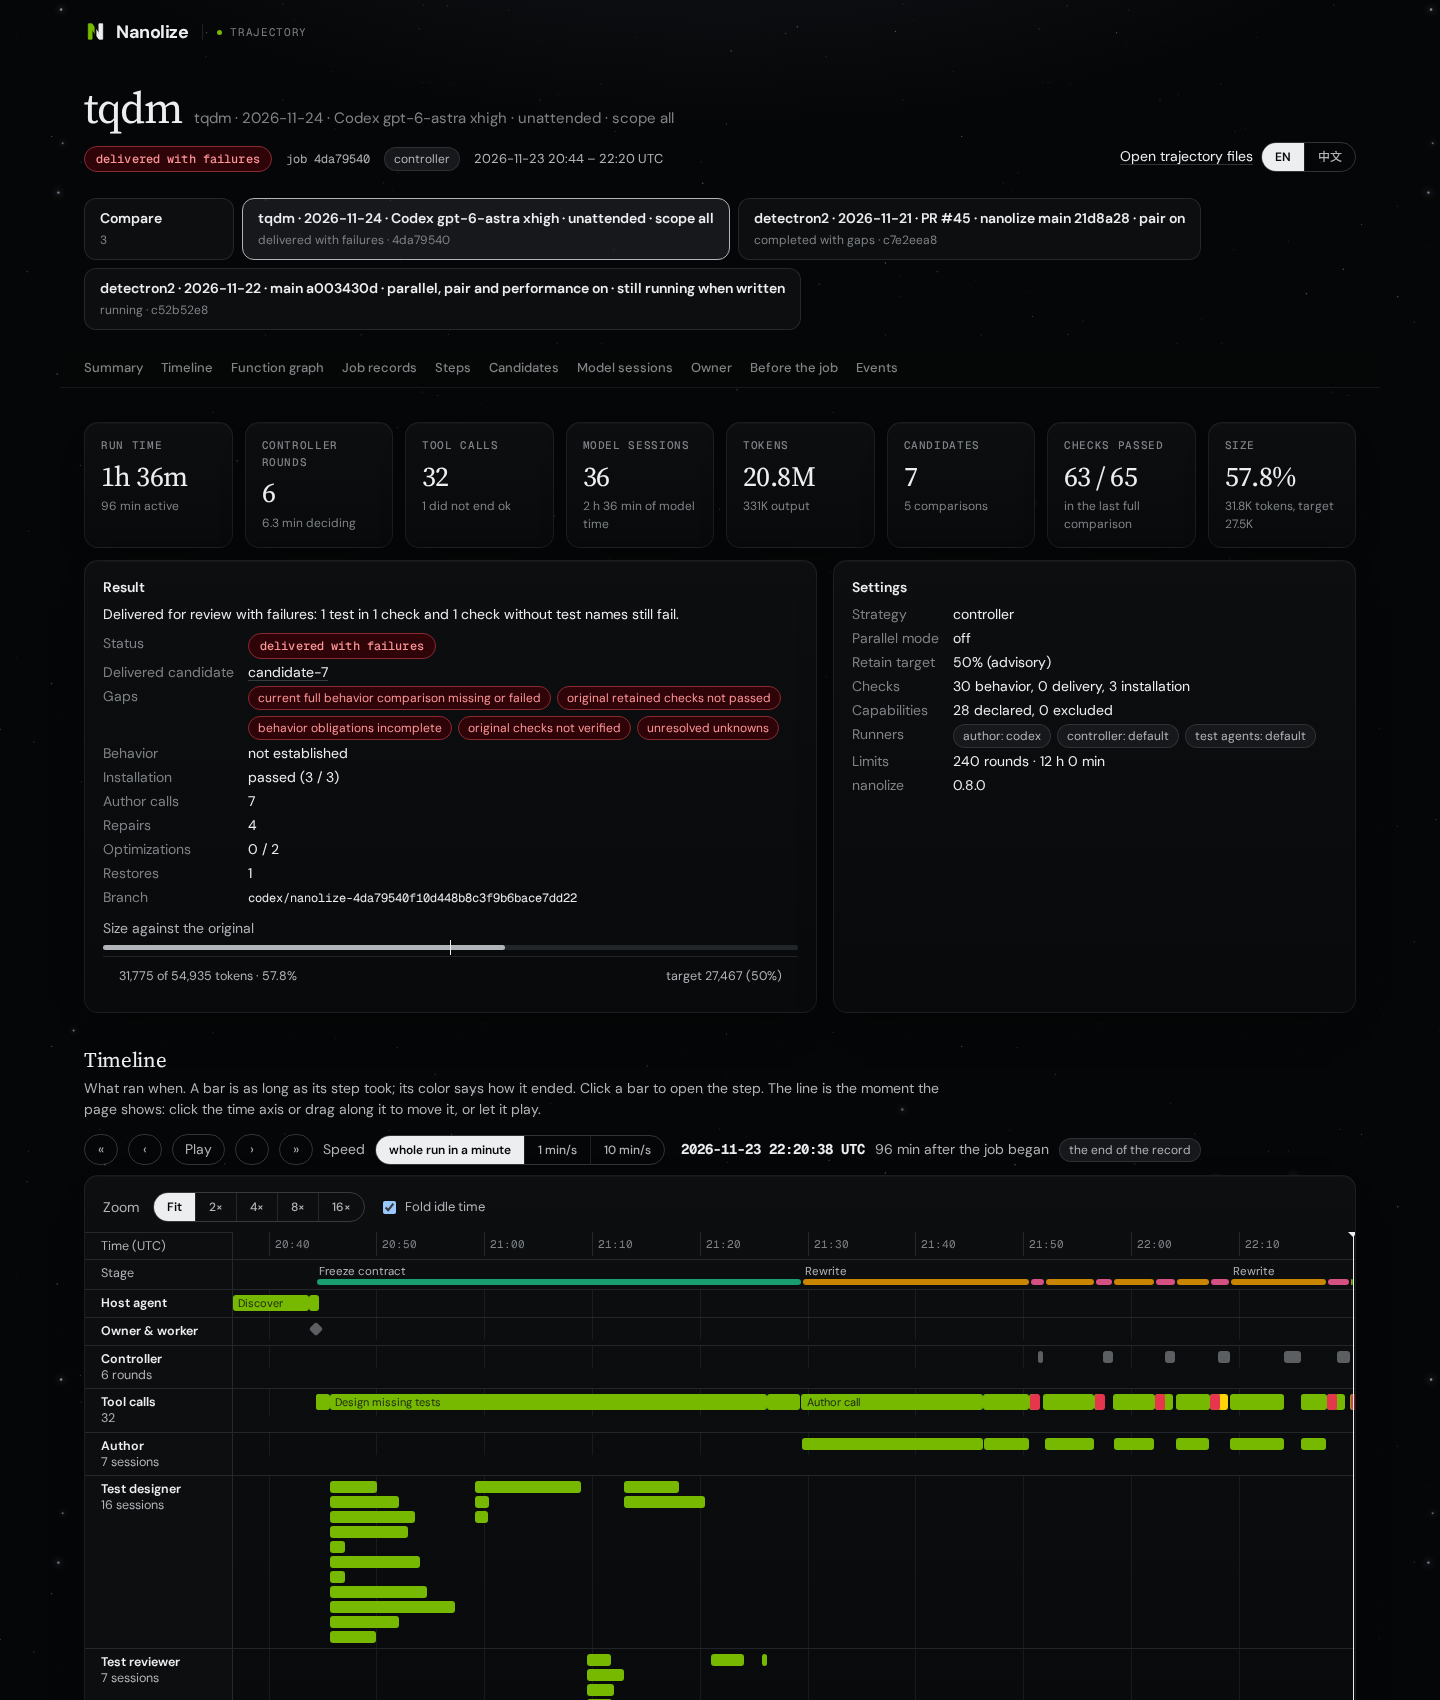 Nanolize
TRAJECTORY
tqdm tqdm · 2026-11-24 · Codex gpt-6-astra xhigh · unattended · scope all
delivered with failures job 4da79540 controller 2026-11-23 20:44 – 22:20 UTC
Open trajectory files EN 中文
Compare
3
tqdm · 2026-11-24 · Codex gpt-6-astra xhigh · unattended · scope all
delivered with failures · 4da79540
detectron2 · 2026-11-21 · PR #45 · nanolize main 21d8a28 · pair on
completed with gaps · c7e2eea8
detectron2 · 2026-11-22 · main a003430d · parallel, pair and performance on · still running when written
running · c52b52e8
Summary Timeline Function graph Job records Steps Candidates Model sessions Owner Before the job Events
RUN TIME
1h 36m
96 min active
CONTROLLER
ROUNDS
6
6.3 min deciding
TOOL CALLS
32
1 did not end ok
MODEL SESSIONS
36
2 h 36 min of model
time
TOKENS
20.8M
331K output
CANDIDATES
7
5 comparisons
CHECKS PASSED
63 / 65
in the last full
comparison
SIZE
57.8%
31.8K tokens, target
27.5K
Result
Delivered for review with failures: 1 test in 1 check and 1 check without test names still fail.
Status delivered with failures
Delivered candidate candidate-7
Gaps current full behavior comparison missing or failed original retained checks not passed
behavior obligations incomplete original checks not verified unresolved unknowns
Behavior not established
Installation passed (3 / 3)
Author calls 7
Repairs 4
Optimizations 0 / 2
Restores 1
Branch codex/nanolize-4da79540f10d448b8c3f9b6bace7dd22
Size against the original
31,775 of 54,935 tokens · 57.8% target 27,467 (50%)
Settings
Strategy controller
Parallel mode off
Retain target 50% (advisory)
Checks 30 behavior, 0 delivery, 3 installation
Capabilities 28 declared, 0 excluded
Runners author: codex controller: default test agents: default
Limits 240 rounds · 12 h 0 min
nanolize 0.8.0
Timeline
What ran when. A bar is as long as its step took; its color says how it ended. Click a bar to open the step. The line is the moment the
page shows: click the time axis or drag along it to move it, or let it play.
« ‹ Play › » Speed whole run in a minute 1 min/s 10 min/s 2026-11-23 22:20:38 UTC 96 min after the job began the end of the record
Zoom Fit 2× 4× 8× 16× Fold idle time
Time (UTC) 20:40 20:50 21:00 21:10 21:20 21:30 21:40 21:50 22:00 22:10
Stage Freeze contract Rewrite Rewrite
Host agent Discover
Owner & worker
Controller
6 rounds
Tool calls Design missing tests Author call
32
Author
7 sessions
Test designer
16 sessions
Test reviewer
7 sessions